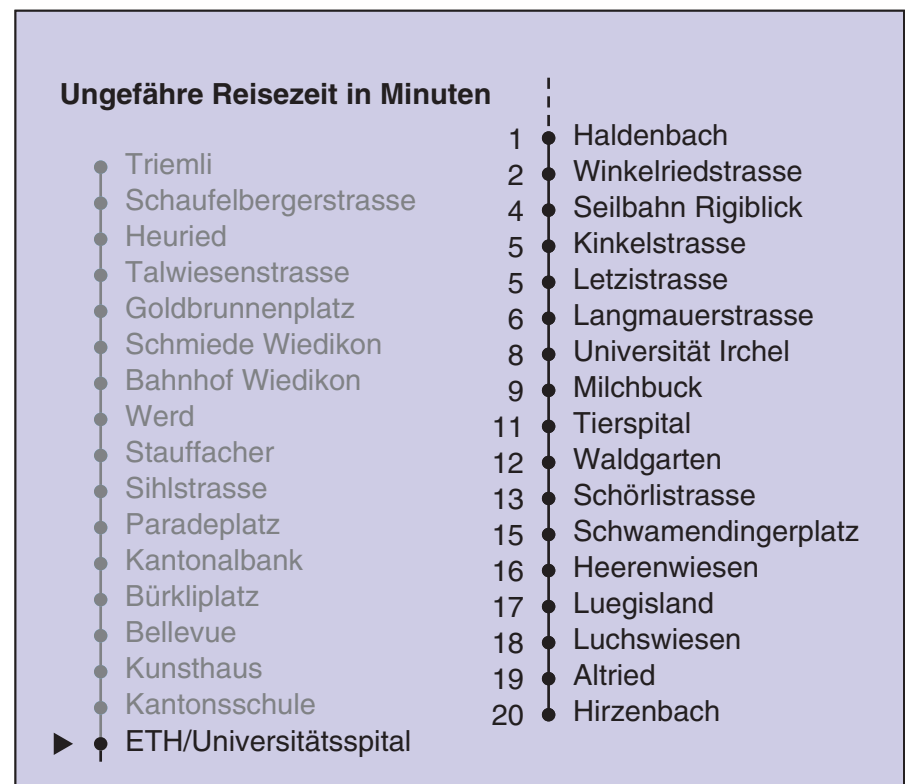 Ungefähre Reisezeit in Minuten
Triemli
Schaufelbergerstrasse
Heuried
Talwiesenstrasse
Goldbrunnenplatz
Schmiede Wiedikon
Bahnhof Wiedikon
Werd
Stauffacher
Sihlstrasse
Paradeplatz
Kantonalbank
Bürkliplatz
Bellevue
Kunsthaus
Kantonsschule
ETH/Universitätsspital
1 Haldenbach
2 Winkelriedstrasse
4 Seilbahn Rigiblick
5 Kinkelstrasse
5 Letzistrasse
6 Langmauerstrasse
8 Universität Irchel
9 Milchbuck
11 Tierspital
12 Waldgarten
13 Schörlistrasse
15 Schwamendingerplatz
16 Heerenwiesen
17 Luegisland
18 Luchswiesen
19 Altried
20 Hirzenbach